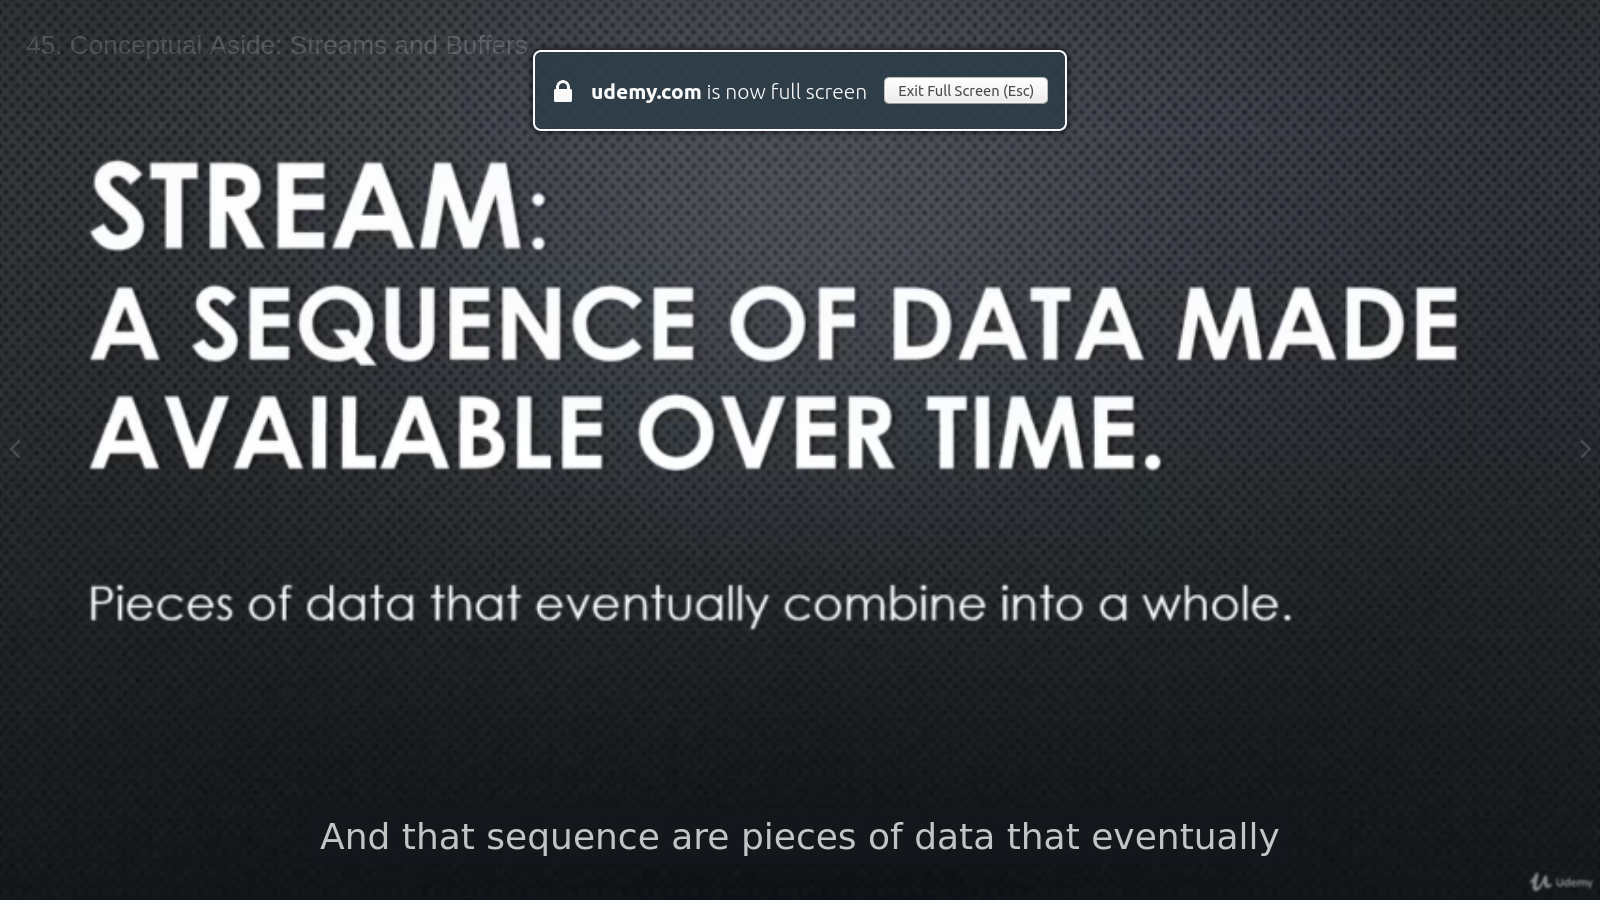 45. Conceptual Aside: Streams and Buffers
udemy.com is now full screen
Exit Full Screen (Esc)
STREAM:
A SEQUENCE OF DATA MADE
AVAILABLE OVER TIME.
Pieces of data that eventually combine into a whole.
And that sequence are pieces of data that eventually
Udemy